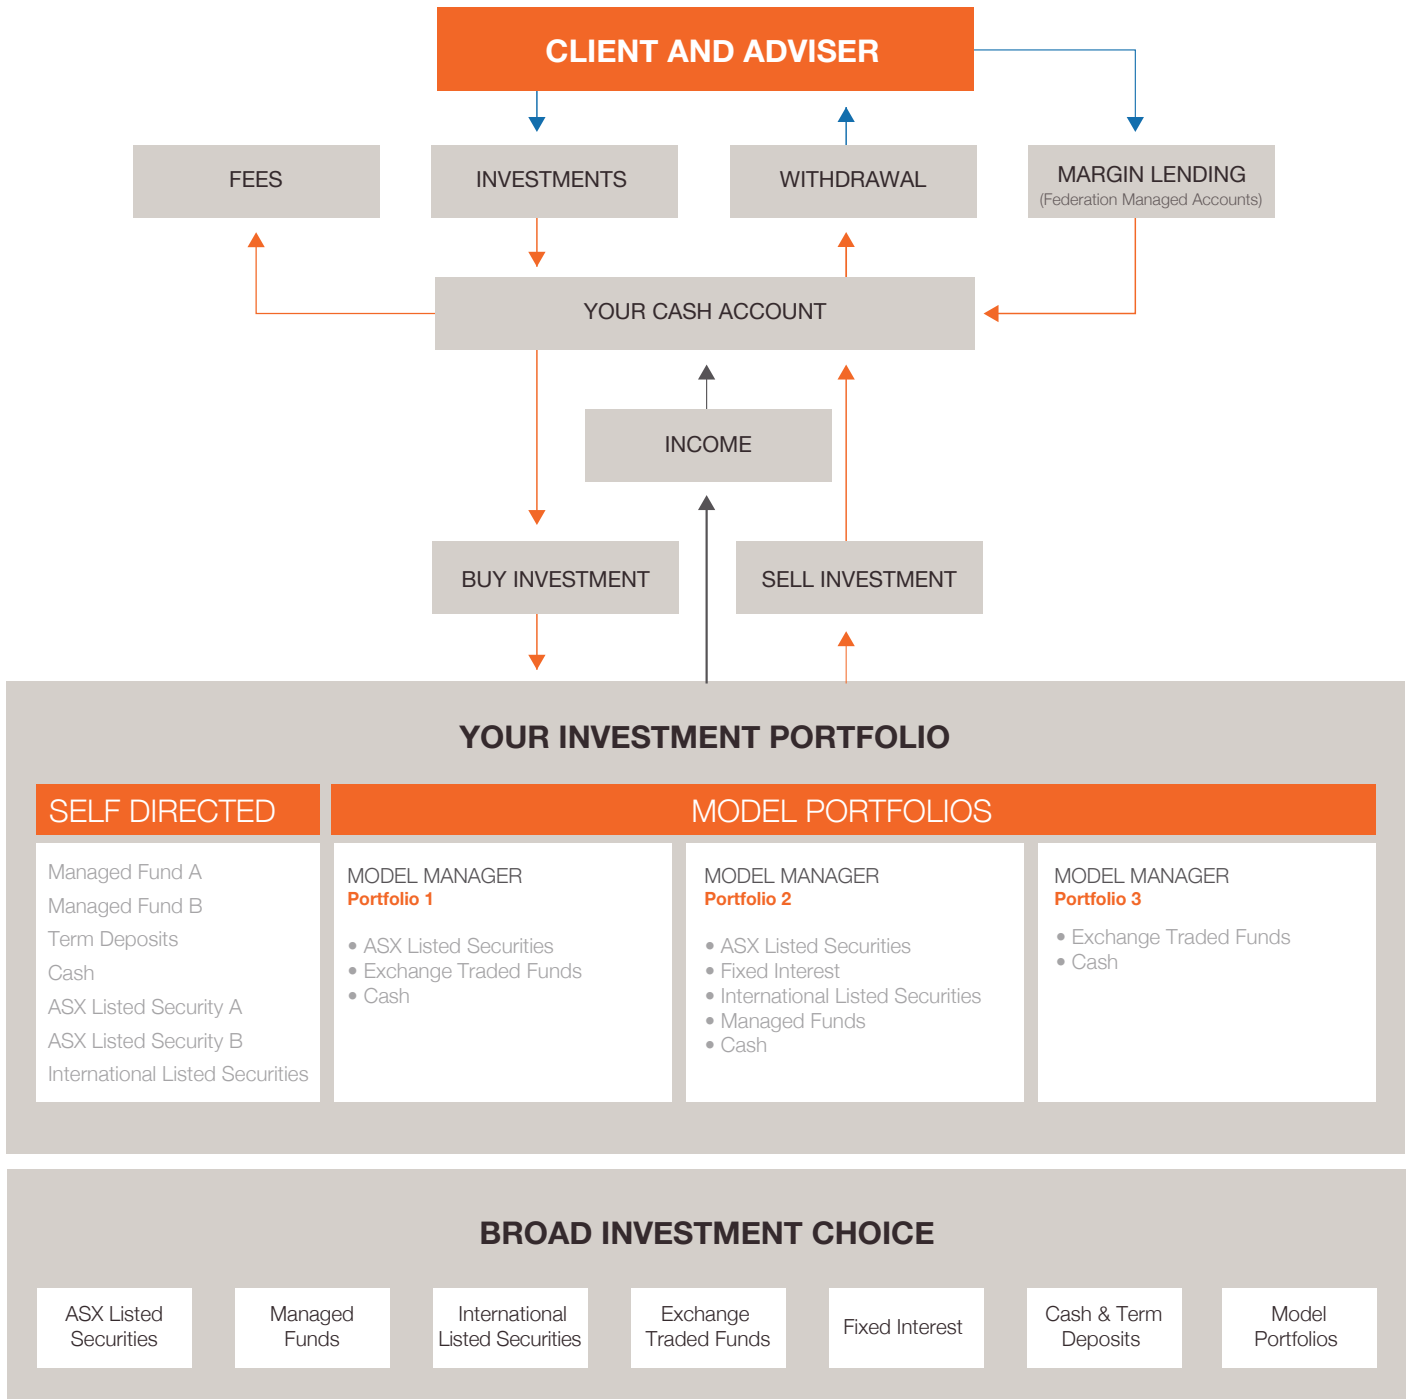 CLIENT AND ADVISER
FEES
INVESTMENTS
WITHDRAWAL
MARGIN LENDING
(Federation Managed Accounts)
YOUR CASH ACCOUNT
INCOME
BUY INVESTMENT
SELL INVESTMENT
YOUR INVESTMENT PORTFOLIO
SELF DIRECTED
Managed Fund A
Managed Fund B
Term Deposits
Cash
ASX Listed Security A
ASX Listed Security B
International Listed Securities
MODEL PORTFOLIOS
MODEL MANAGER
Portfolio 1
• ASX Listed Securities
• Exchange Traded Funds
• Cash
MODEL MANAGER
Portfolio 2
• ASX Listed Securities
• Fixed Interest
• International Listed Securities
• Managed Funds
• Cash
MODEL MANAGER
Portfolio 3
• Exchange Traded Funds
• Cash
BROAD INVESTMENT CHOICE
ASX Listed
Securities
Managed
Funds
International
Listed Securities
Exchange
Traded Funds
Fixed Interest
Cash & Term
Deposits
Model
Portfolios